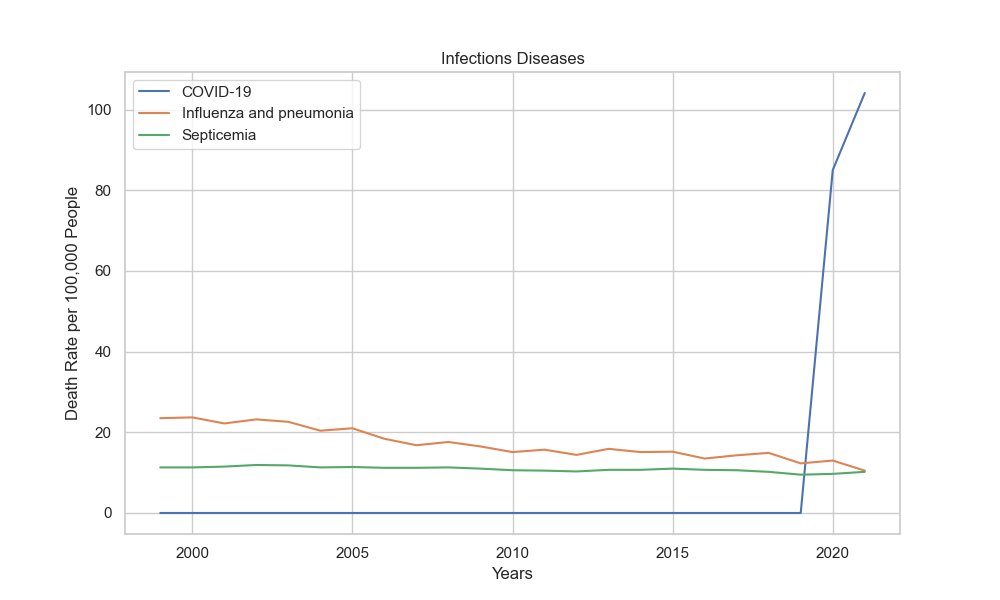 Infections Diseases
COVID-19
Influenza and pneumonia
Septicemia
Death Rate per 100,000 People
100
80
60
40
20
0
2000
2005
2010
2015
2020
Years